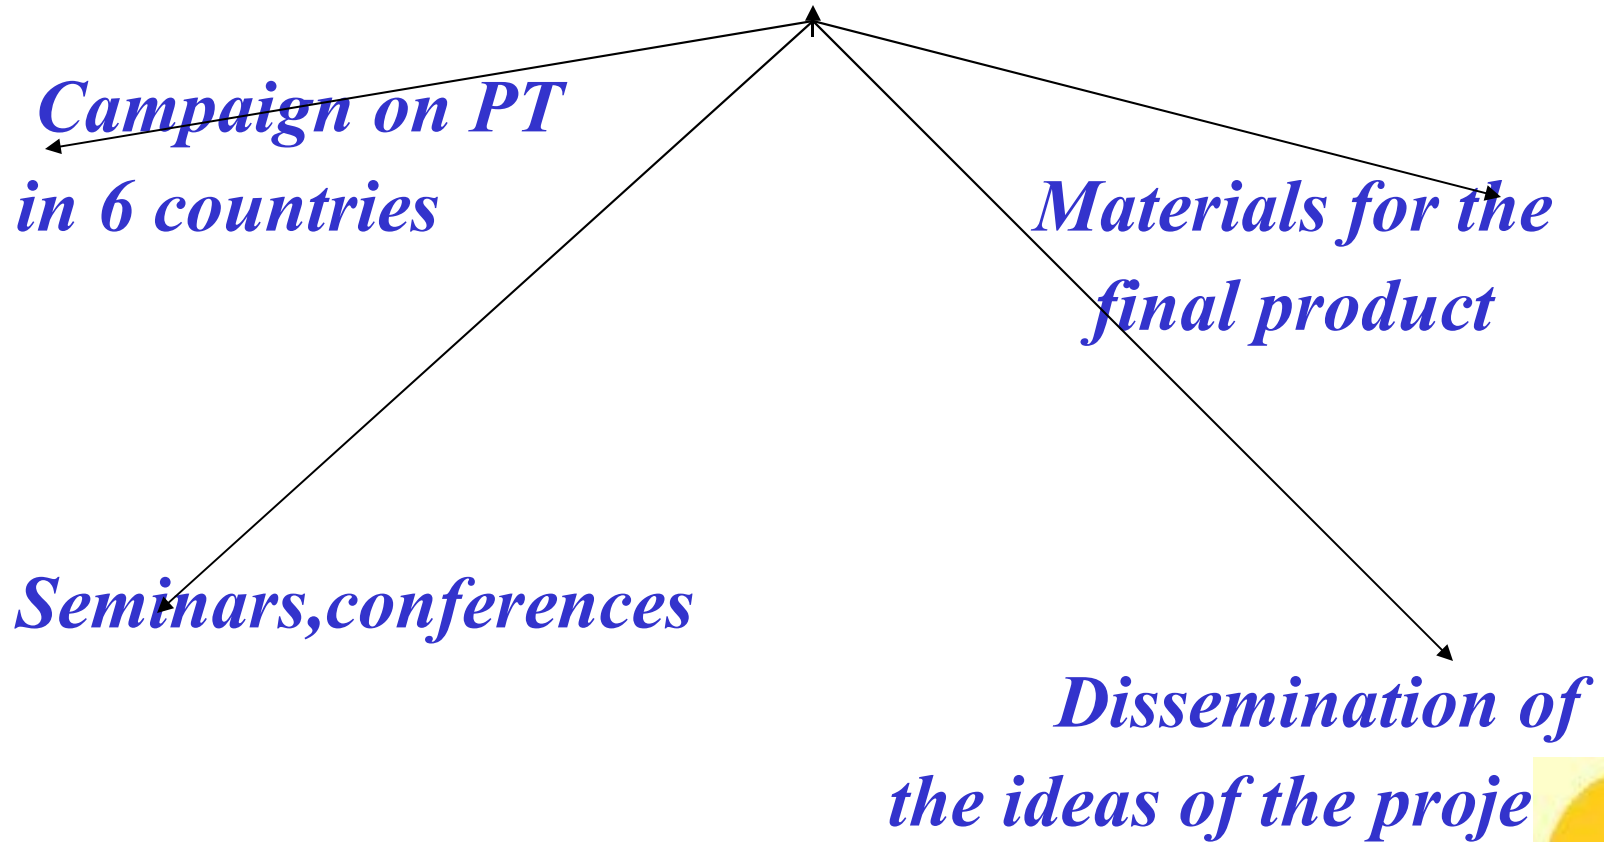 Campaign on PT
in 6 countries
Materials for the
final product
Seminars,conferences
Dissemination of
the ideas of the proje